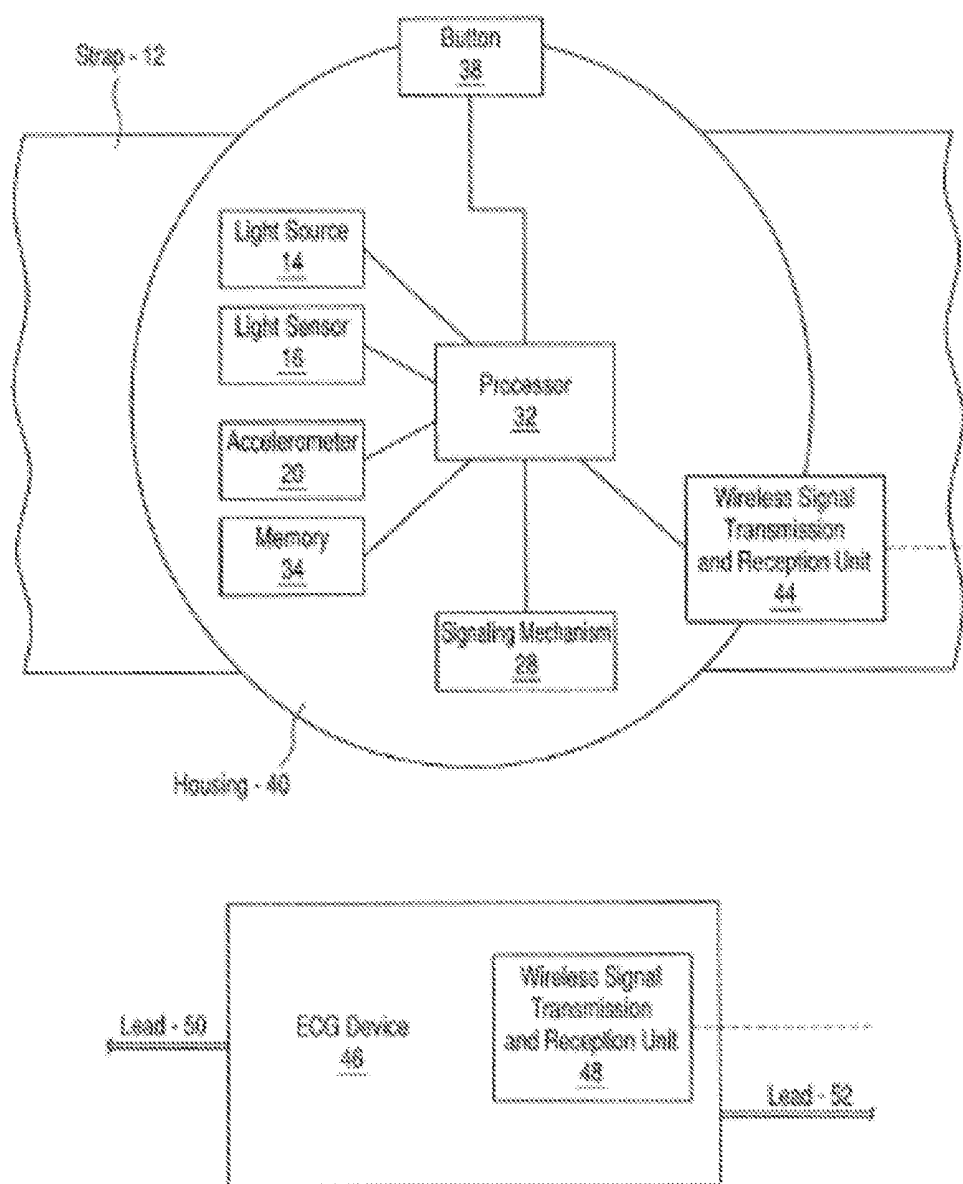 Button
38
Strap - 12
Light Source
14
Light Sensor
16
Processor
32
Accelerometer
20
Memory
34
Wireless Signal
Transmission
and Reception Unit
44
Signaling Mechanism
28
Housing - 40
Wireless Signal
Transmission
and Reception Unit
48
Lead - 50
ECG Device
46
Lead - 52